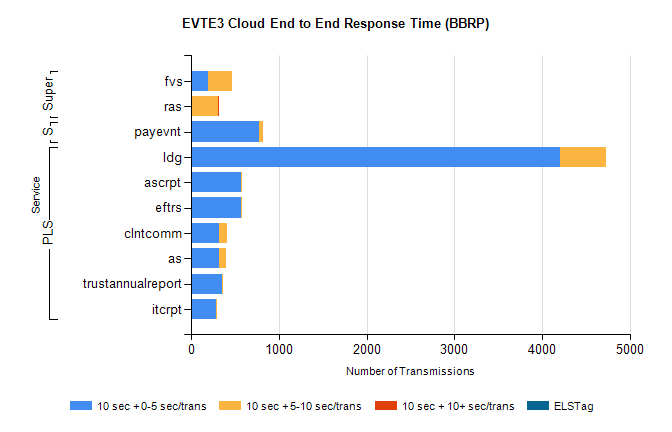 EVTE3 Cloud End to End Response Time (BBRP)
Super
fvs
ras
S
payevnt
ldg
ascrpt
Service
eftrs
PLS
clntcomm
as
trustannualreport
itcrpt
0 1000 2000 3000 4000 5000
Number of Transmissions
10 sec +0-5 sec/trans 10 sec +5-10 sec/trans 10 sec + 10+ sec/trans ELSTag